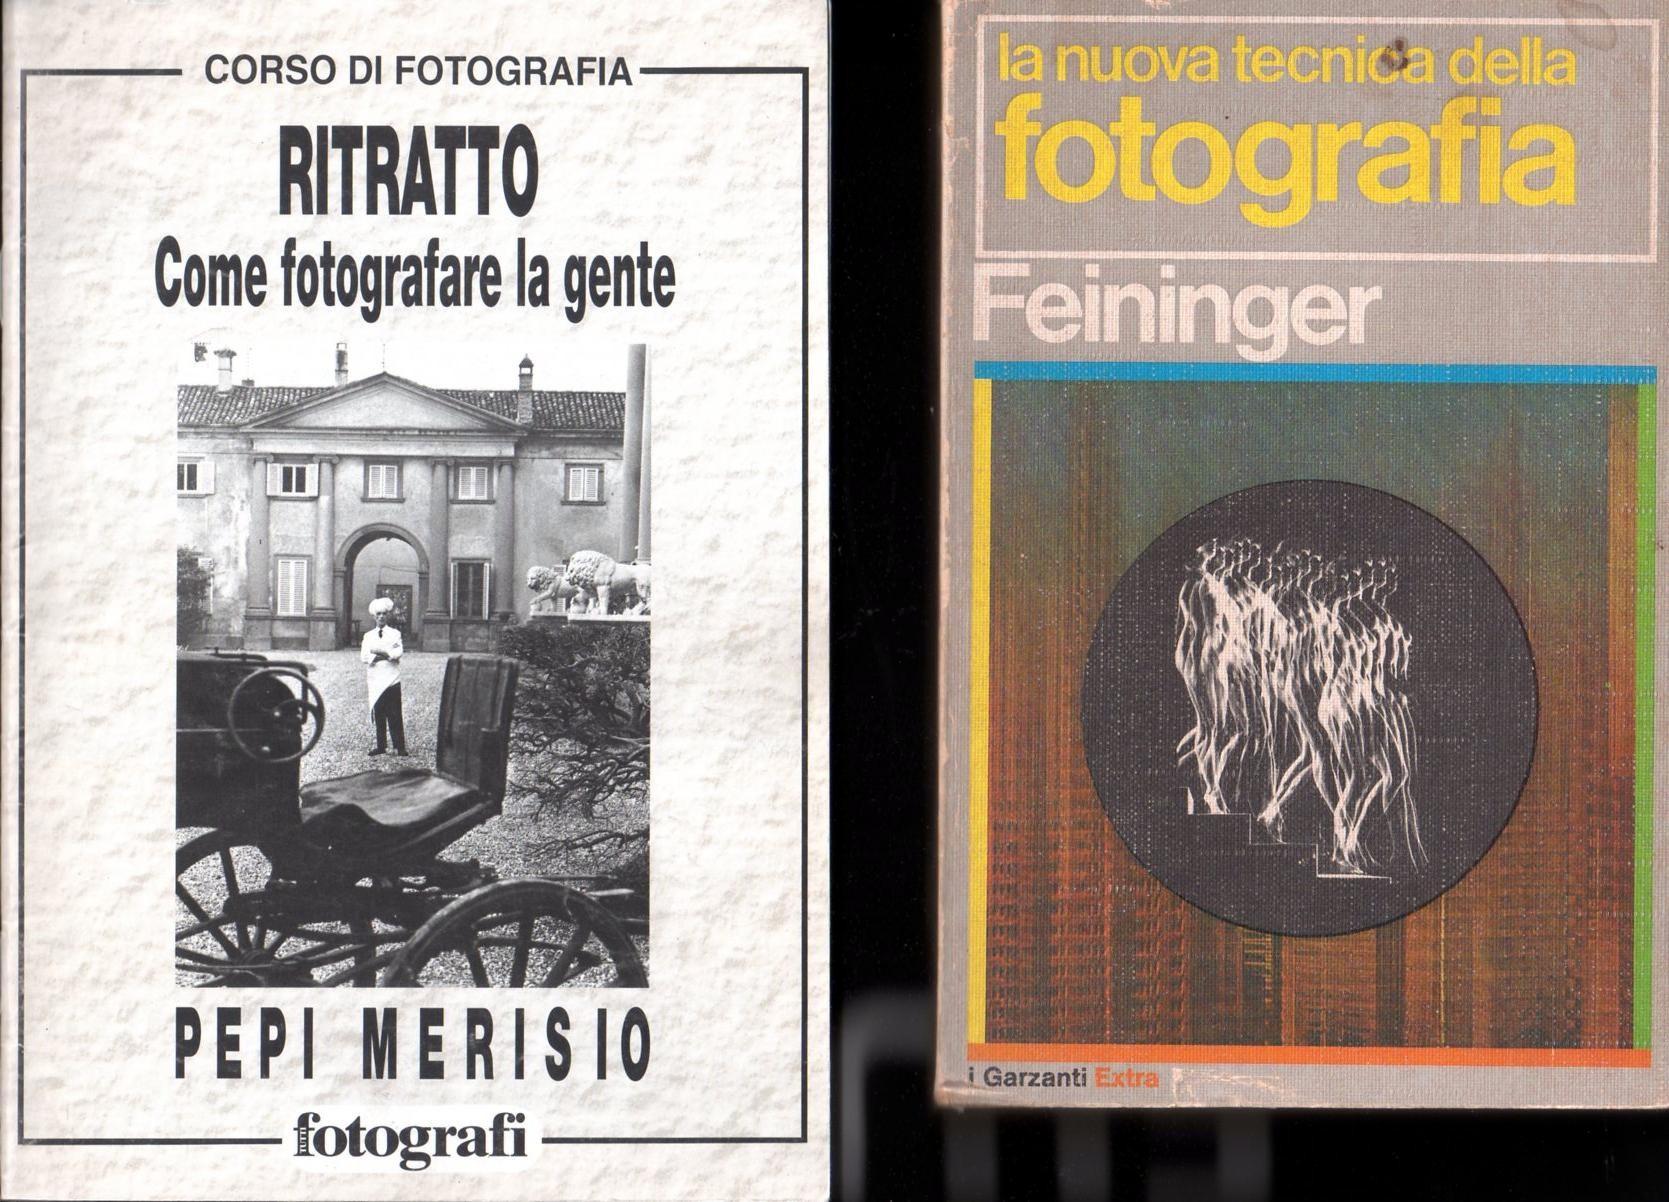 CORSO DI FOTOGRAFIA
RITRATTO
Come fotografare la gente
PEPI MERISIO
TUTTI fotografi
la nuova tecnica della
fotografia
Feininger
i Garzanti Extra